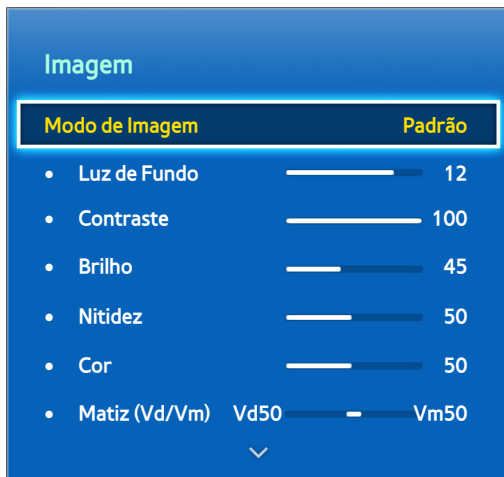 Imagem
Modo de Imagem Padrão
• Luz de Fundo 12
• Contraste 100
• Brilho 45
• Nitidez 50
• Cor 50
• Matiz (Vd/Vm) Vd50 Vm50